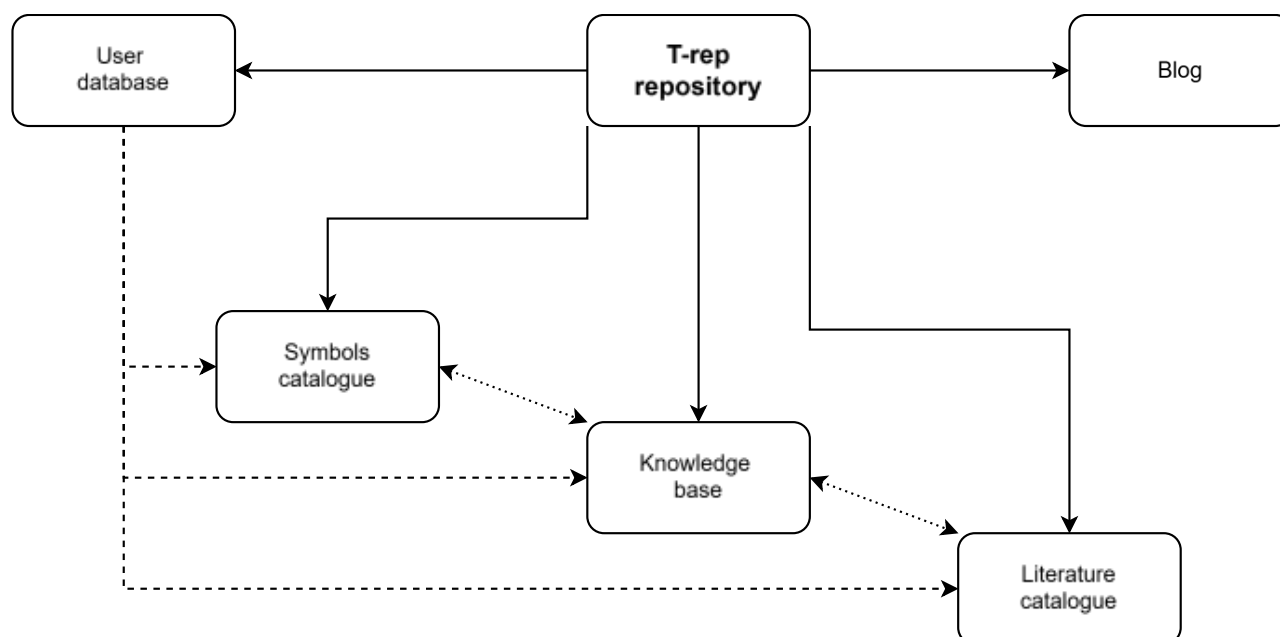 User
database
T-rep
repository
Blog
Symbols
catalogue
Knowledge
base
Literature
catalogue